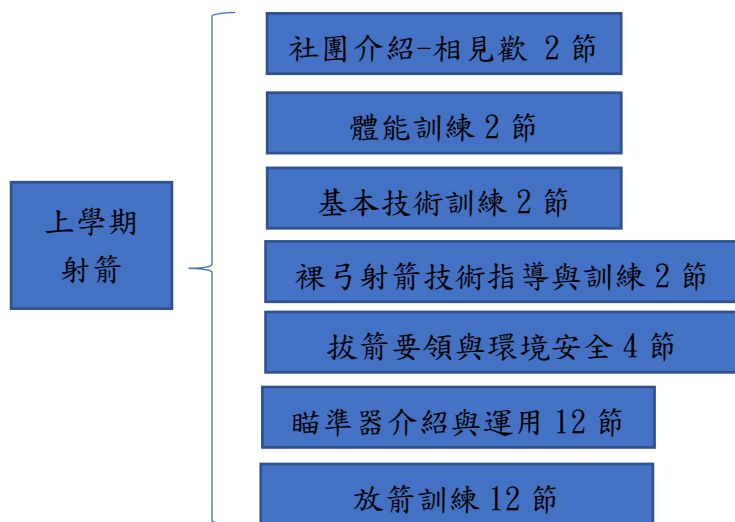 上學期
射箭
社團介紹-相見歡 2 節
體能訓練 2 節
基本技術訓練 2 節
裸弓射箭技術指導與訓練 2 節
拔箭要領與環境安全 4 節
瞄準器介紹與運用 12 節
放箭訓練 12 節